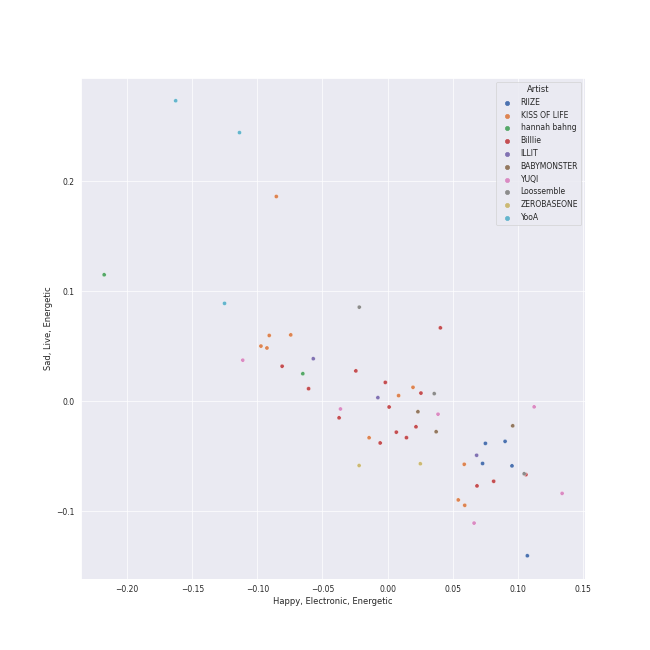 Artist
RIIZE
KISS OF LIFE
hannah bahng
Billlie
ILLIT
BABYMONSTER
YUQI
Loossemble
ZEROBASEONE
YooA
Sad, Live, Energetic
0.2
0.1
0.0
−0.1
−0.20 −0.15 −0.10 −0.05 0.00 0.05 0.10 0.15
Happy, Electronic, Energetic